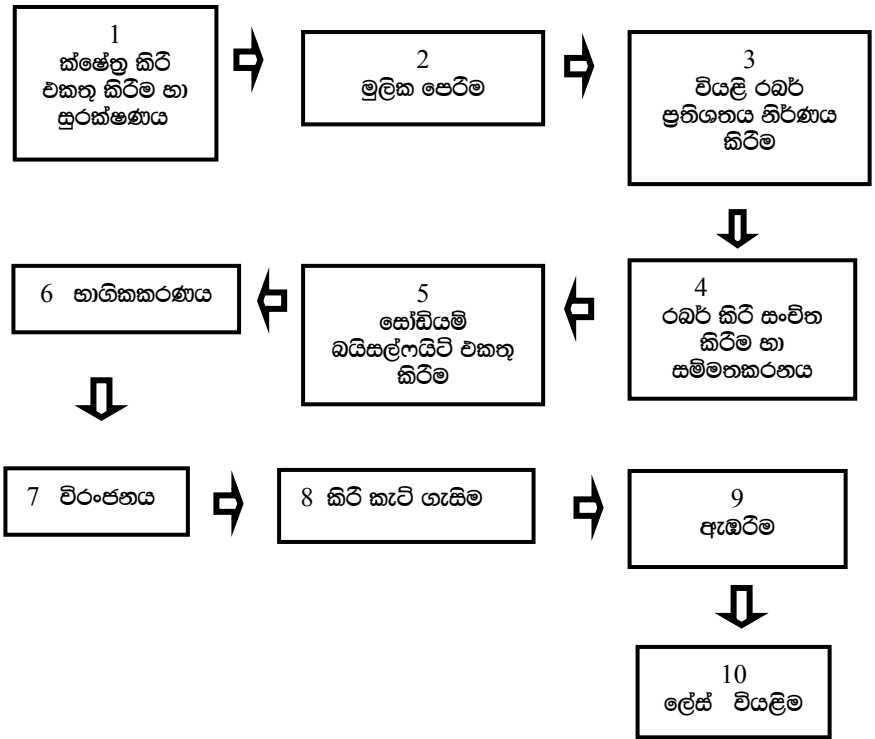 1
ක්ෂේත්‍ර කිරි
එකතු කිරීම හා
සුරක්ෂණය
2
මුලික පෙරීම
3
වියළි රබර්
ප්‍රතිශතය නිර්ණය
කිරීම
4
රබර් කිරි සංචිත
කිරීම හා
සම්මතකරනය
5
සෝඩියම්
බයිසල්ෆයිට් එකතු
කිරීම
6 භාගිකකරණය
7 විරංජනය
8 කිරි කැටි ගැසිම
9
ඇඹරීම
10
ලේස් වියළිම